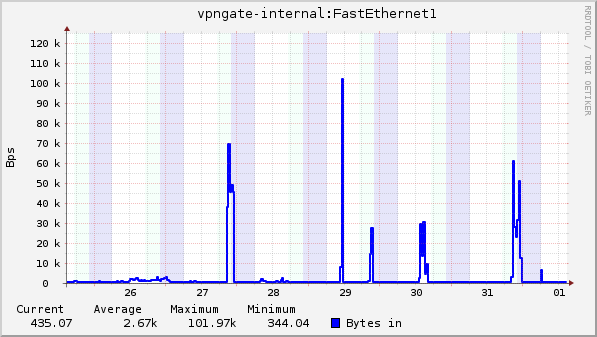 vpngate-internal:FastEthernet1
RRDTOOL / TOBI OETIKER
Bps
120 k
110 k
100 k
90 k
80 k
70 k
60 k
50 k
40 k
30 k
20 k
10 k
0
26 27 28 29 30 31 01
Current Average Maximum Minimum
435.07 2.67k 101.97k 344.04 Bytes in